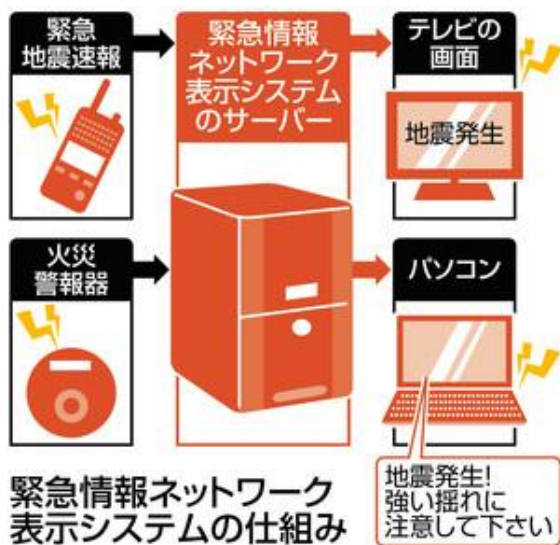 緊急
地震速報
緊急情報
ネットワーク
表示システム
のサーバー
テレビの
画面
地震発生
火災
警報器
パソコン
地震発生!
強い揺れに
注意して下さい
緊急情報ネットワーク
表示システムの仕組み